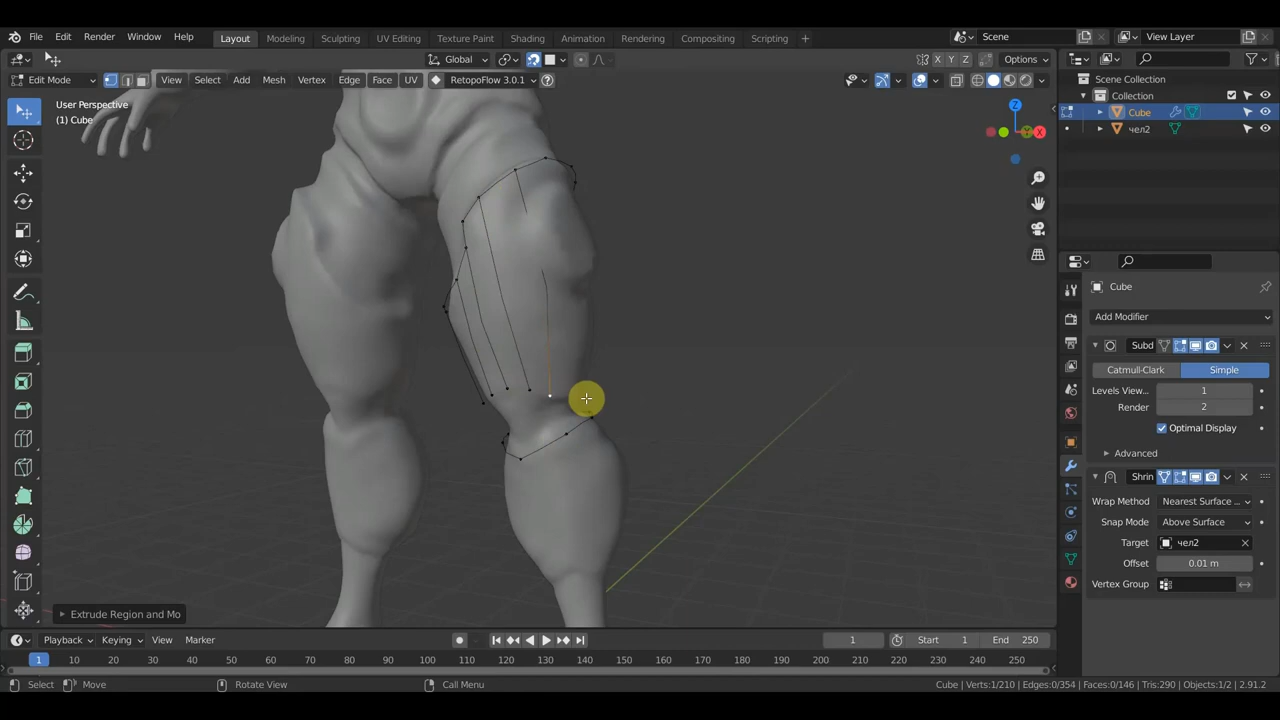 File Edit Render Window Help Layout Modeling Sculpting UV Editing Texture Paint Shading Animation Rendering Compositing Scripting + Scene View Layer
Global X Y Z Options
Edit Mode View Select Add Mesh Vertex Edge Face UV RetopoFlow 3.0.1
User Perspective
(1) Cube
Z
Y X
Scene Collection
Collection
Cube
чел2
Cube
Add Modifier
Subd
Catmull-Clark Simple
Levels View... 1
Render 2
Optimal Display
Advanced
Shrin
Wrap Method Nearest Surface ...
Snap Mode Above Surface
Target чел2
Offset 0.01 m
Vertex Group
Extrude Region and Mo
Playback Keying View Marker 1 Start 1 End 250
1 10 20 30 40 50 60 70 80 90 100 110 120 130 140 150 160 170 180 190 200 210 220 230 240 250
Select Move Rotate View Call Menu Cube | Verts:1/210 | Edges:0/354 | Faces:0/146 | Tris:290 | Objects:1/2 | 2.91.2